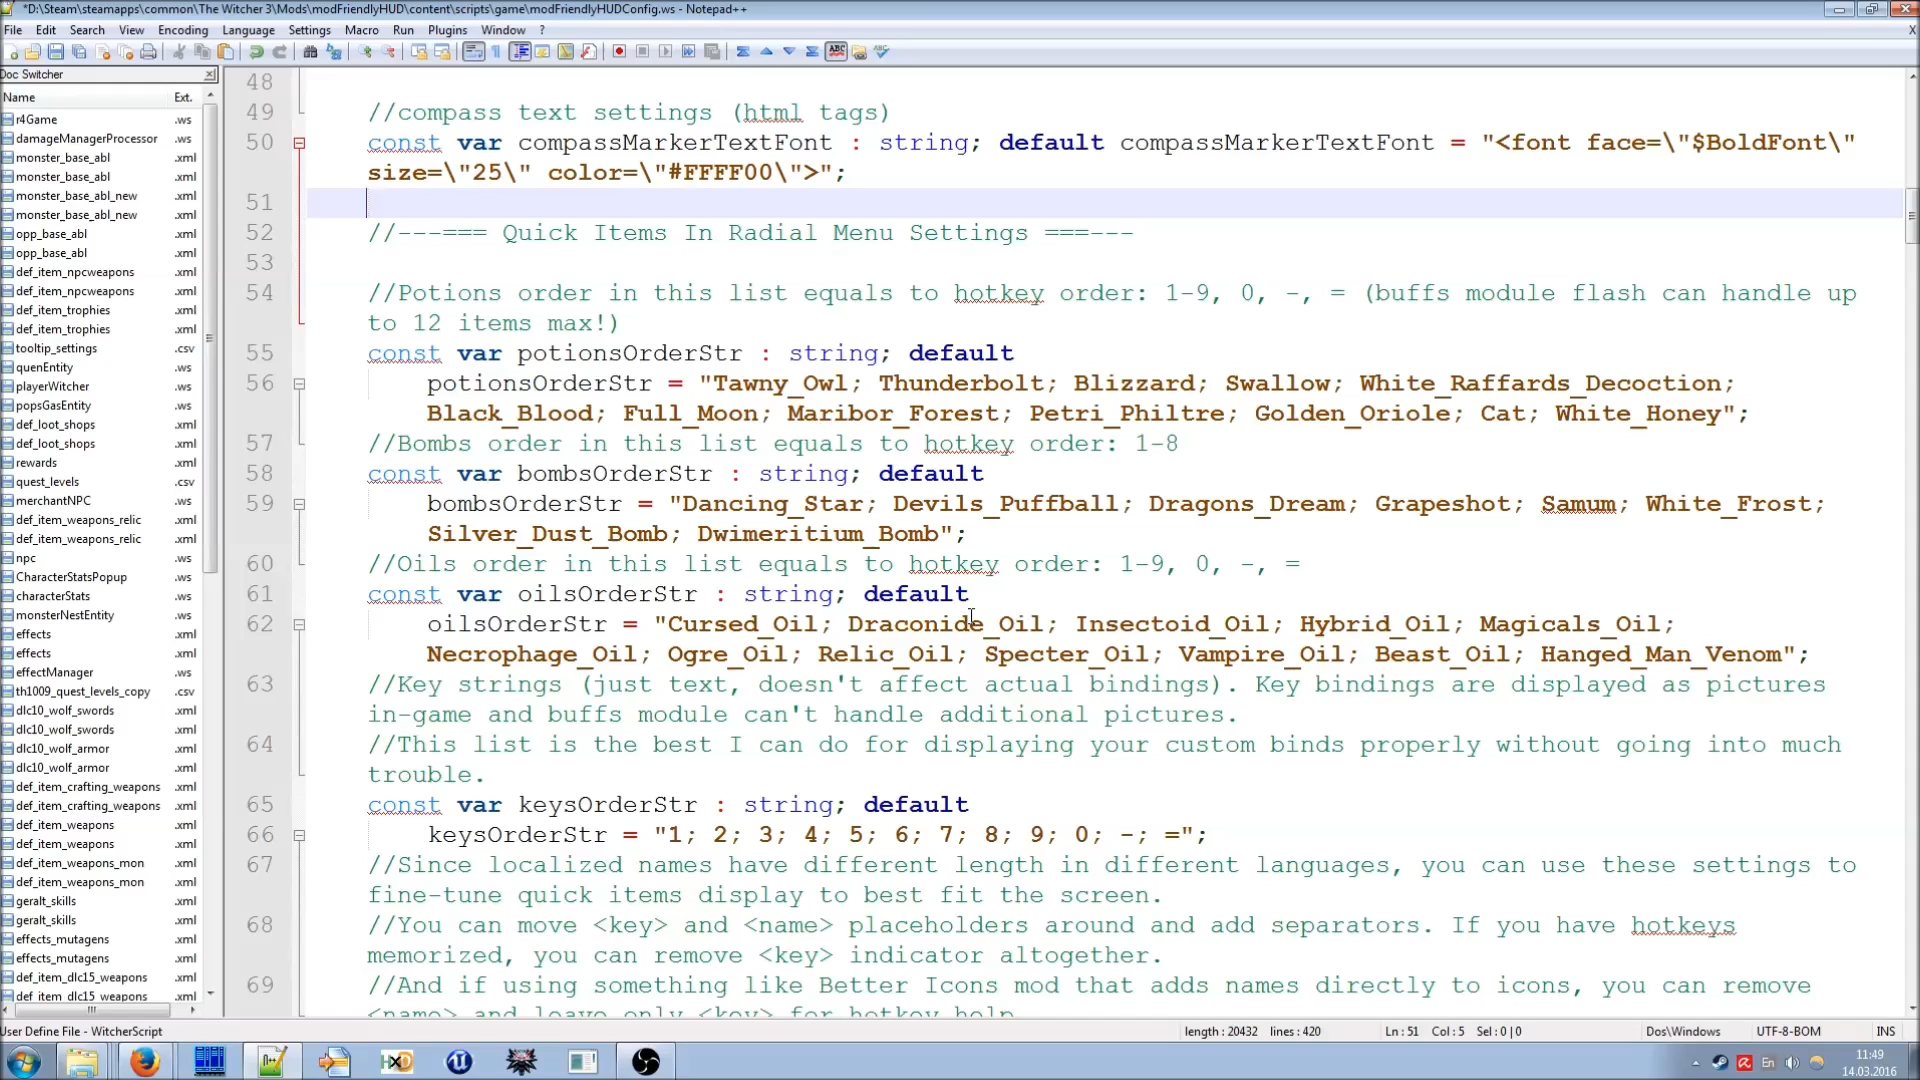 *D:\Steam\steamapps\common\The Witcher 3\Mods\modFriendlyHUD\content\scripts\game\modFriendlyHUDConfig.ws - Notepad++
File Edit Search View Encoding Language Settings Macro Run Plugins Window ? X
Doc Switcher
Name Ext.
r4Game .ws
damageManagerProcessor .ws
monster_base_abl .xml
monster_base_abl .xml
monster_base_abl_new .xml
monster_base_abl_new .xml
opp_base_abl .xml
opp_base_abl .xml
def_item_npcweapons .xml
def_item_npcweapons .xml
def_item_trophies .xml
def_item_trophies .xml
tooltip_settings .csv
quenEntity .ws
playerWitcher .ws
popsGasEntity .ws
def_loot_shops .xml
def_loot_shops .xml
rewards .xml
quest_levels .csv
merchantNPC .ws
def_item_weapons_relic .xml
def_item_weapons_relic .xml
npc .ws
CharacterStatsPopup .ws
characterStats .ws
monsterNestEntity .ws
effects .xml
effects .xml
effectManager .ws
th1009_quest_levels_copy .csv
dlc10_wolf_swords .xml
dlc10_wolf_swords .xml
dlc10_wolf_armor .xml
dlc10_wolf_armor .xml
def_item_crafting_weapons .xml
def_item_crafting_weapons .xml
def_item_weapons .xml
def_item_weapons .xml
def_item_weapons_mon .xml
def_item_weapons_mon .xml
geralt_skills .xml
geralt_skills .xml
effects_mutagens .xml
effects_mutagens .xml
def_item_dlc15_weapons .xml
def_item_dlc15_weapons .xml
48
49 //compass text settings (html tags)
50 const var compassMarkerTextFont : string; default compassMarkerTextFont = "<font face=\"$BoldFont\"
size=\"25\" color=\"#FFFF00\">";
51
52 //---=== Quick Items In Radial Menu Settings ===---
53
54 //Potions order in this list equals to hotkey order: 1-9, 0, -, = (buffs module flash can handle up
to 12 items max!)
55 const var potionsOrderStr : string; default
56 potionsOrderStr = "Tawny_Owl; Thunderbolt; Blizzard; Swallow; White_Raffards_Decoction;
Black_Blood; Full_Moon; Maribor_Forest; Petri_Philtre; Golden_Oriole; Cat; White_Honey";
57 //Bombs order in this list equals to hotkey order: 1-8
58 const var bombsOrderStr : string; default
59 bombsOrderStr = "Dancing_Star; Devils_Puffball; Dragons_Dream; Grapeshot; Samum; White_Frost;
Silver_Dust_Bomb; Dwimeritium_Bomb";
60 //Oils order in this list equals to hotkey order: 1-9, 0, -, =
61 const var oilsOrderStr : string; default
62 oilsOrderStr = "Cursed_Oil; Draconide_Oil; Insectoid_Oil; Hybrid_Oil; Magicals_Oil;
Necrophage_Oil; Ogre_Oil; Relic_Oil; Specter_Oil; Vampire_Oil; Beast_Oil; Hanged_Man_Venom";
63 //Key strings (just text, doesn't affect actual bindings). Key bindings are displayed as pictures
in-game and buffs module can't handle additional pictures.
64 //This list is the best I can do for displaying your custom binds properly without going into much
trouble.
65 const var keysOrderStr : string; default
66 keysOrderStr = "1; 2; 3; 4; 5; 6; 7; 8; 9; 0; -; =";
67 //Since localized names have different length in different languages, you can use these settings to
fine-tune quick items display to best fit the screen.
68 //You can move <key> and <name> placeholders around and add separators. If you have hotkeys
memorized, you can remove <key> indicator altogether.
69 //And if using something like Better Icons mod that adds names directly to icons, you can remove
<name> and leave only <key> for hotkey help
User Define File - WitcherScript length : 20432 lines : 420 Ln : 51 Col : 5 Sel : 0 | 0 Dos\Windows UTF-8-BOM INS
En 11:49
14.03.2016